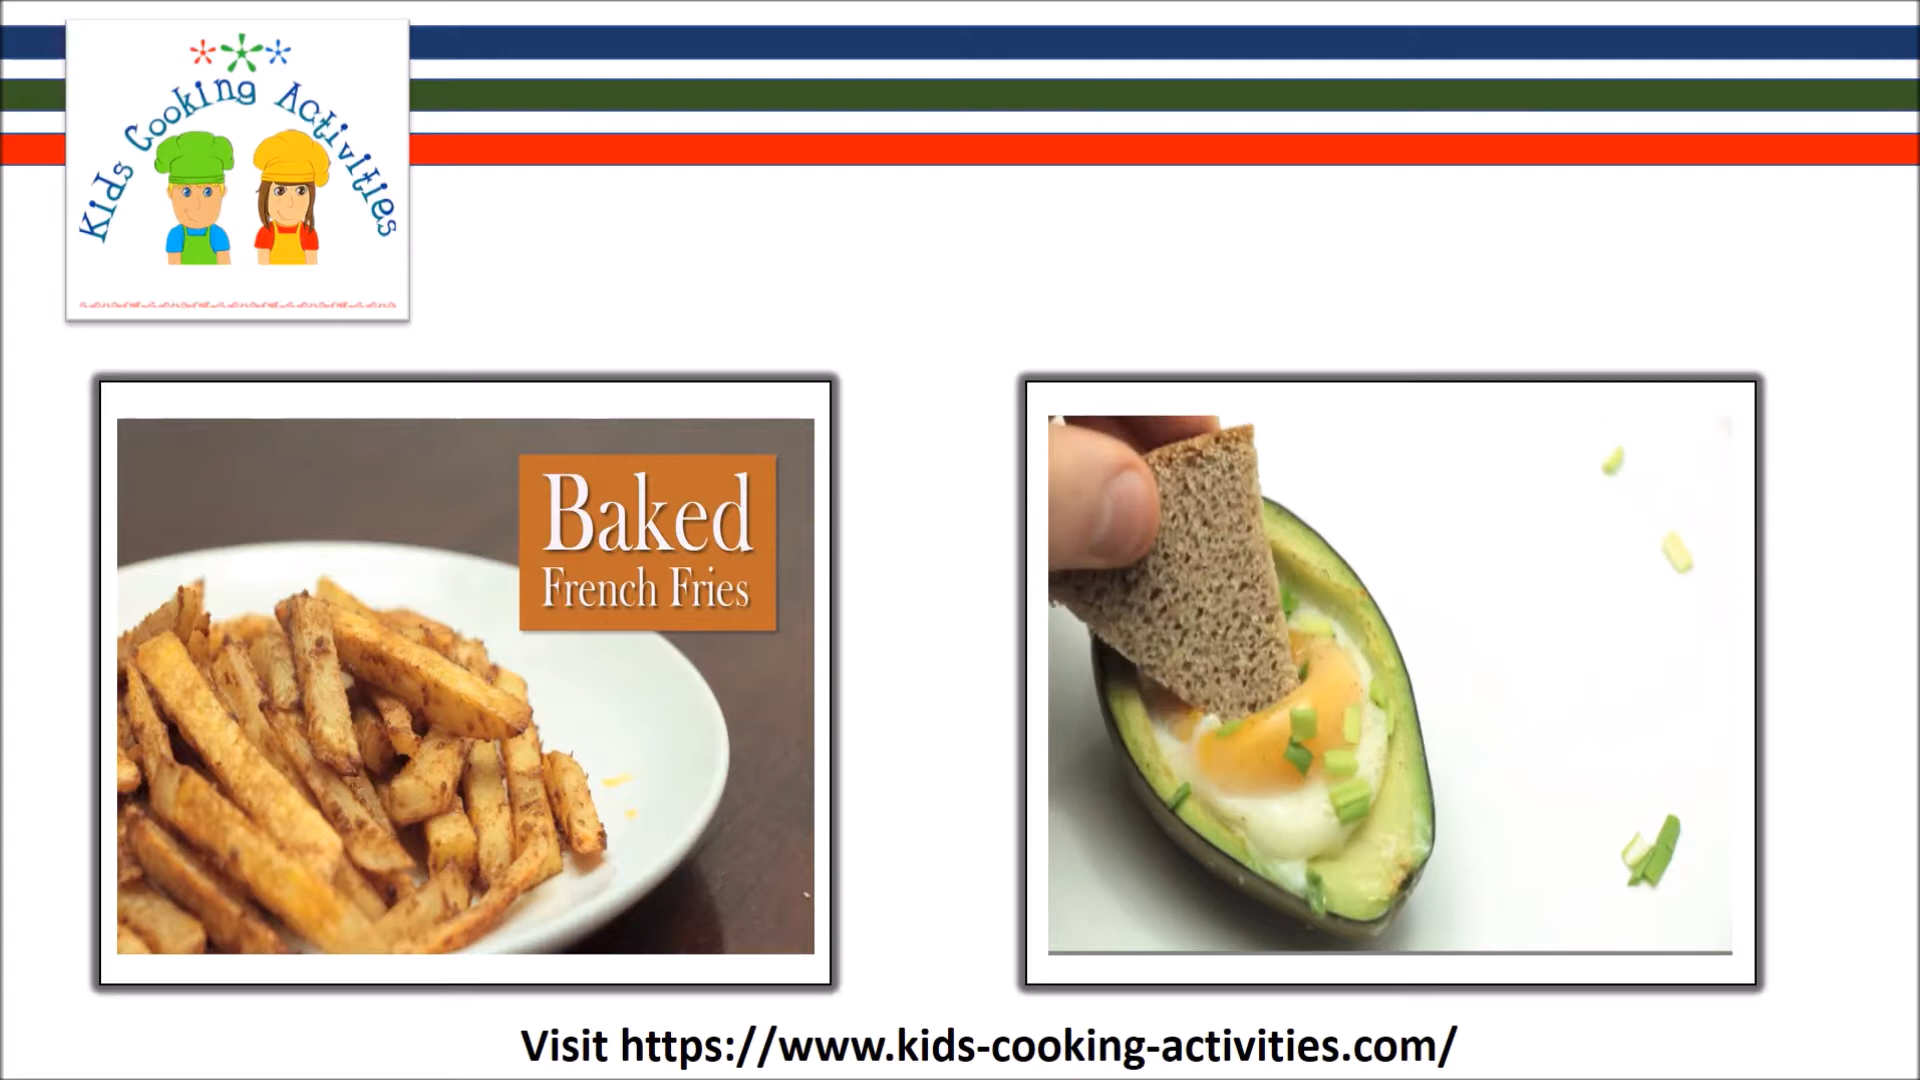 Kids Cooking Activities
Baked
French Fries
Visit https://www.kids-cooking-activities.com/